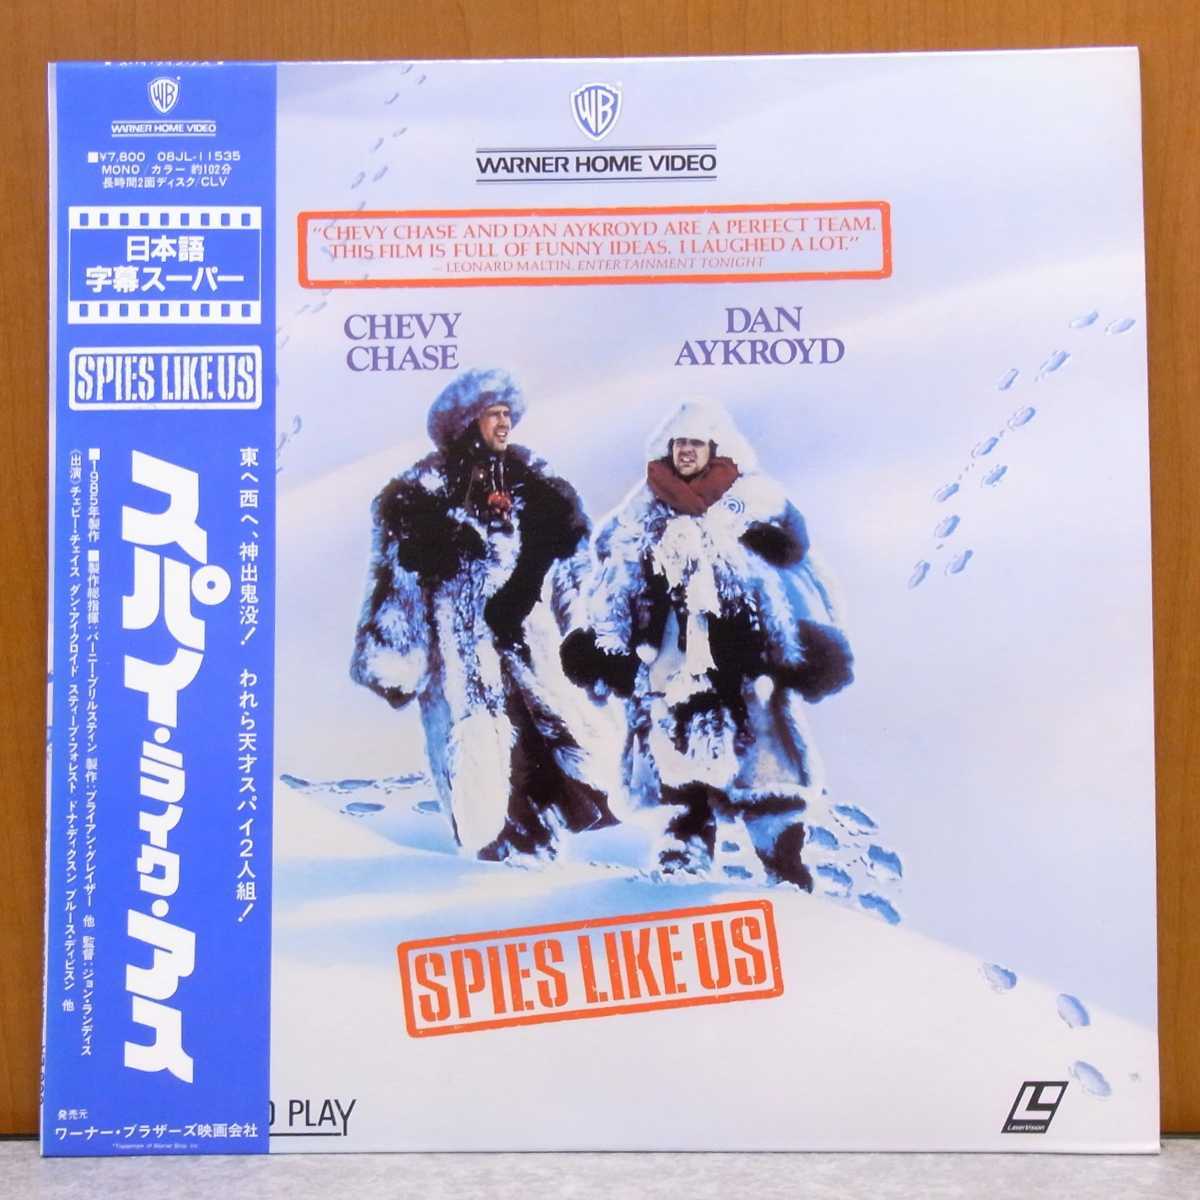 WB
WARNER HOME VIDEO
■¥7,800 08JL-11535
MONO/カラー 約102分
長時間2面ディスク/CLV
日本語
字幕スーパー
SPIES LIKE US
東へ西へ、神出鬼没! われら天才スパイ2人組!
スパイ・ライク・アス
■1985年製作 ■製作総指揮:バーニー・ブリルステイン 製作:ブライアン・グレイザー 他 監督:ジョン・ランディス
〈出演〉チェビー・チェイス ダン・アイクロイド スティーブ・フォレスト ドナ・ディクスン ブルース・デイビスン 他
発売元
ワーナー・ブラザーズ映画会社
*Trademark of Warner Bros. Inc.
WB
WARNER HOME VIDEO
"CHEVY CHASE AND DAN AYKROYD ARE A PERFECT TEAM.
THIS FILM IS FULL OF FUNNY IDEAS. I LAUGHED A LOT."
— LEONARD MALTIN, ENTERTAINMENT TONIGHT
CHEVY
CHASE
DAN
AYKROYD
SPIES LIKE US
PLAY
LaserVision